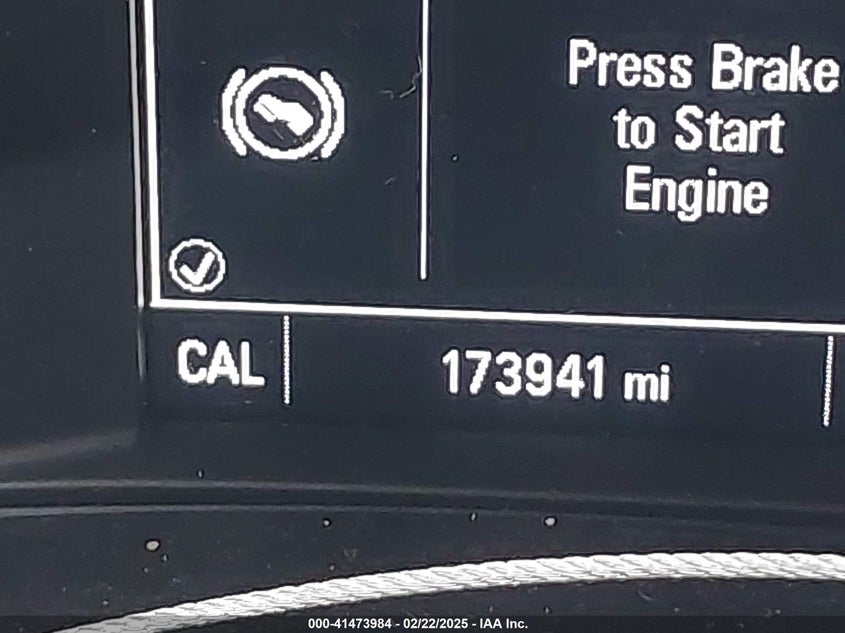 Press Brake
to Start
Engine
CAL
173941 mi
000-41473984 - 02/22/2025 - IAA Inc.